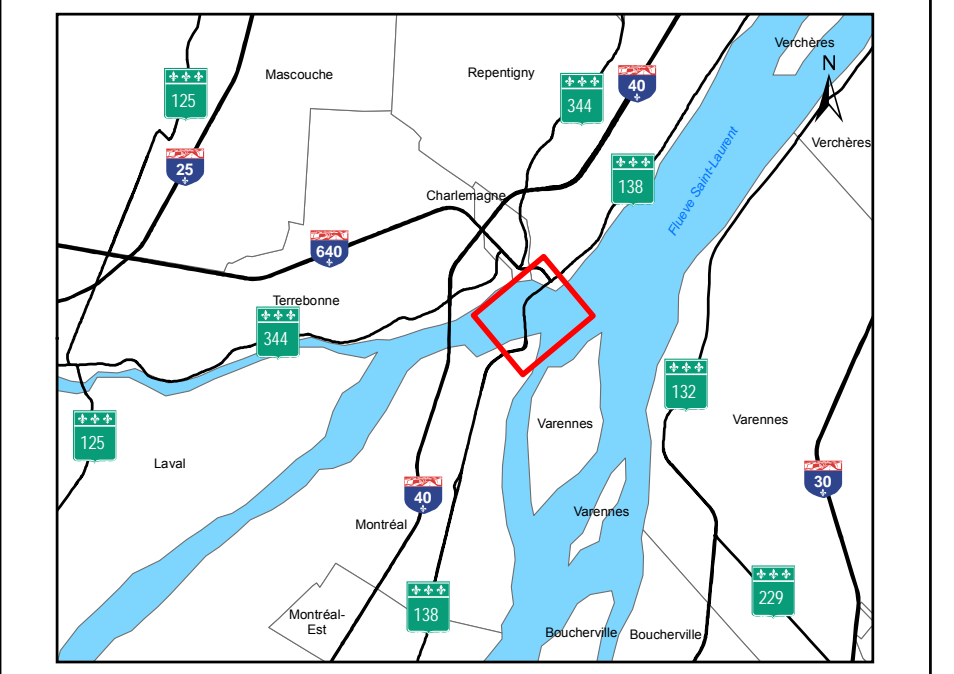 Verchères
Mascouche
Repentigny
N
125
40
344
Verchères
25
138
Charlemagne
Flueve Saint-Laurent
640
Terrebonne
344
132
125
Varennes
Varennes
Laval
30
40
Varennes
Montréal
229
138
Montréal-
Est
Boucherville
Boucherville